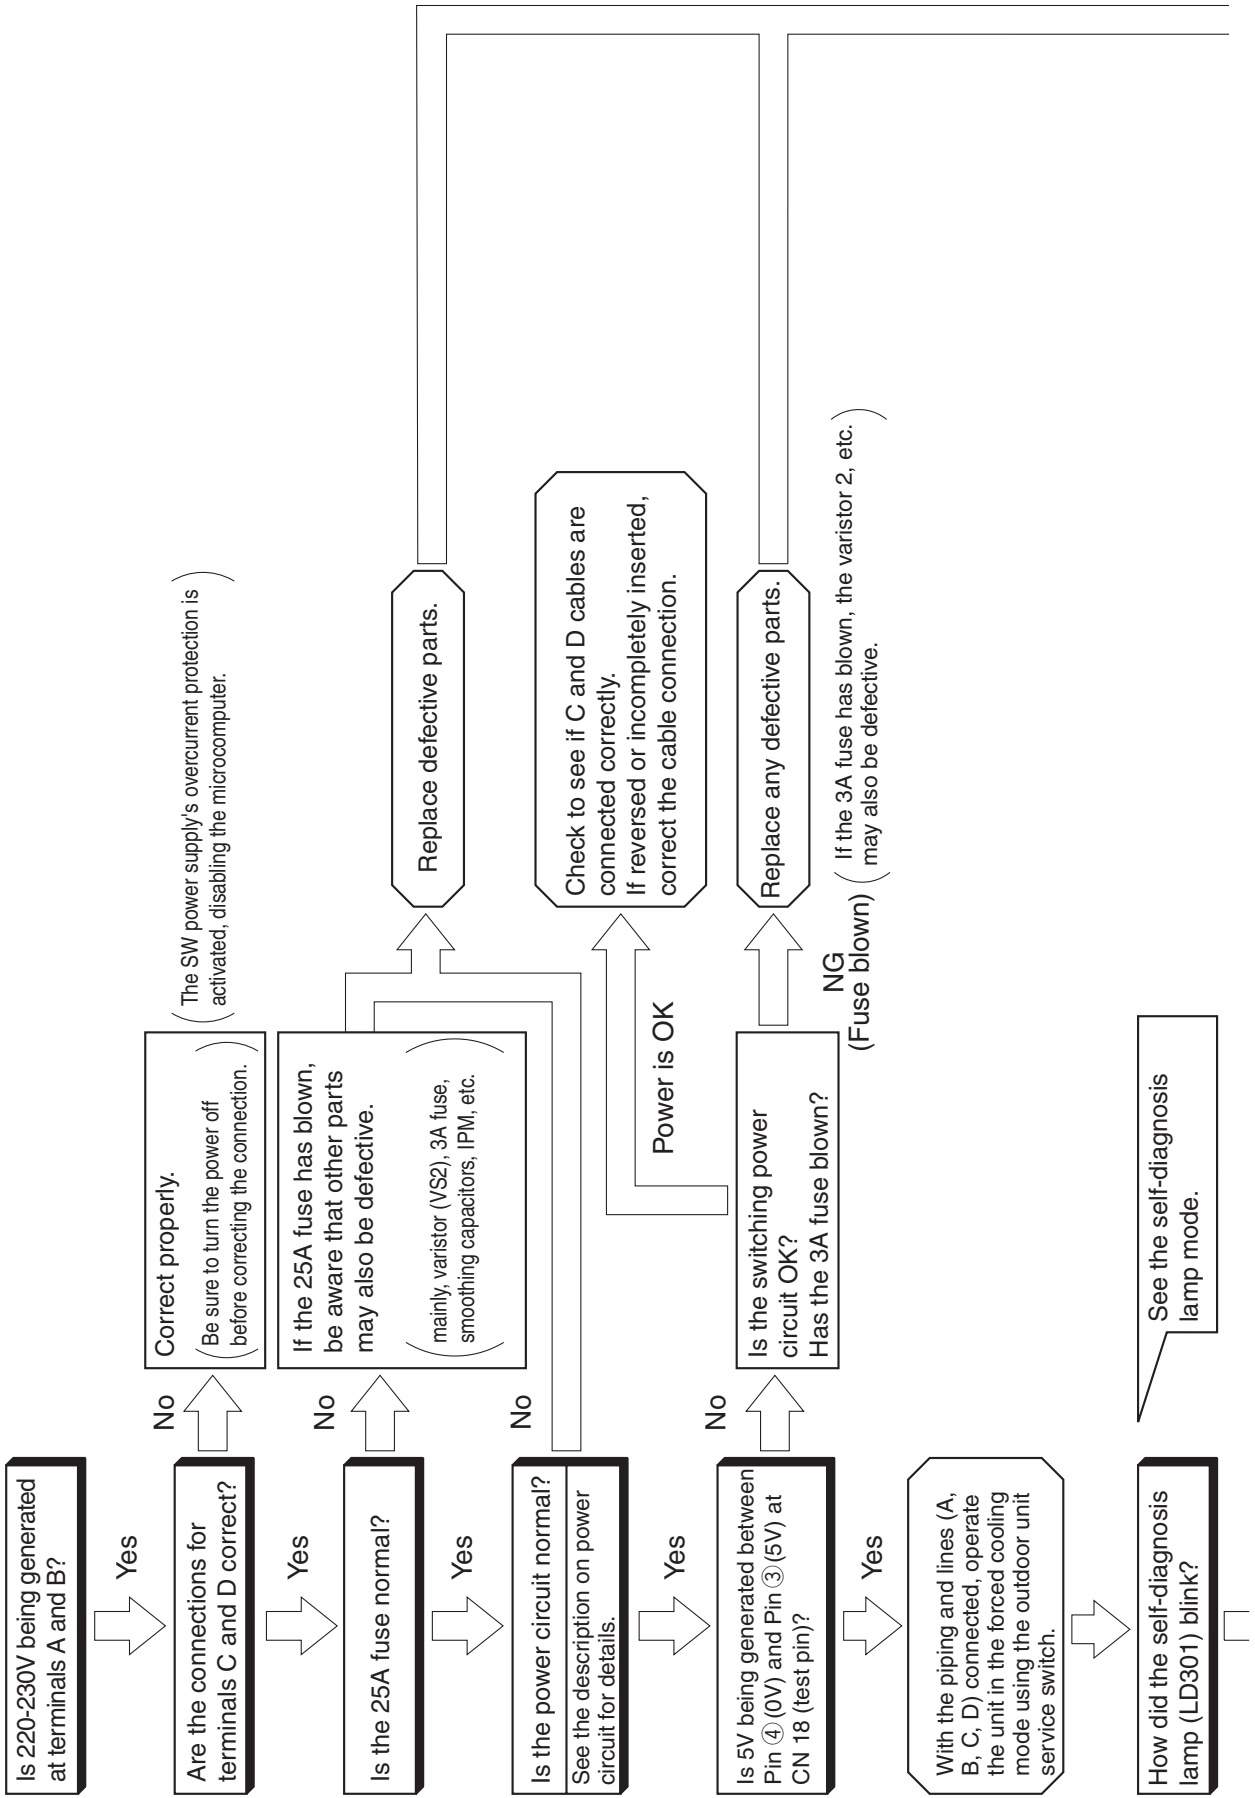 Is 220-230V being generated
at terminals A and B?
Yes
Are the connections for
terminals C and D correct?
No
Correct properly.
Be sure to turn the power off
before correcting the connection.
The SW power supply's overcurrent protection is
activated, disabling the microcomputer.
Yes
Is the 25A fuse normal?
No
If the 25A fuse has blown,
be aware that other parts
may also be defective.
mainly, varistor (VS2), 3A fuse,
smoothing capacitors, IPM, etc.
Replace defective parts.
Yes
Is the power circuit normal?
See the description on power
circuit for details.
No
Yes
Is 5V being generated between
Pin ④ (0V) and Pin ③ (5V) at
CN 18 (test pin)?
No
Is the switching power
circuit OK?
Has the 3A fuse blown?
Power is OK
Check to see if C and D cables are
connected correctly.
If reversed or incompletely inserted,
correct the cable connection.
NG
(Fuse blown)
Replace any defective parts.
If the 3A fuse has blown, the varistor 2, etc.
may also be defective.
Yes
With the piping and lines (A,
B, C, D) connected, operate
the unit in the forced cooling
mode using the outdoor unit
service switch.
How did the self-diagnosis
lamp (LD301) blink?
See the self-diagnosis
lamp mode.